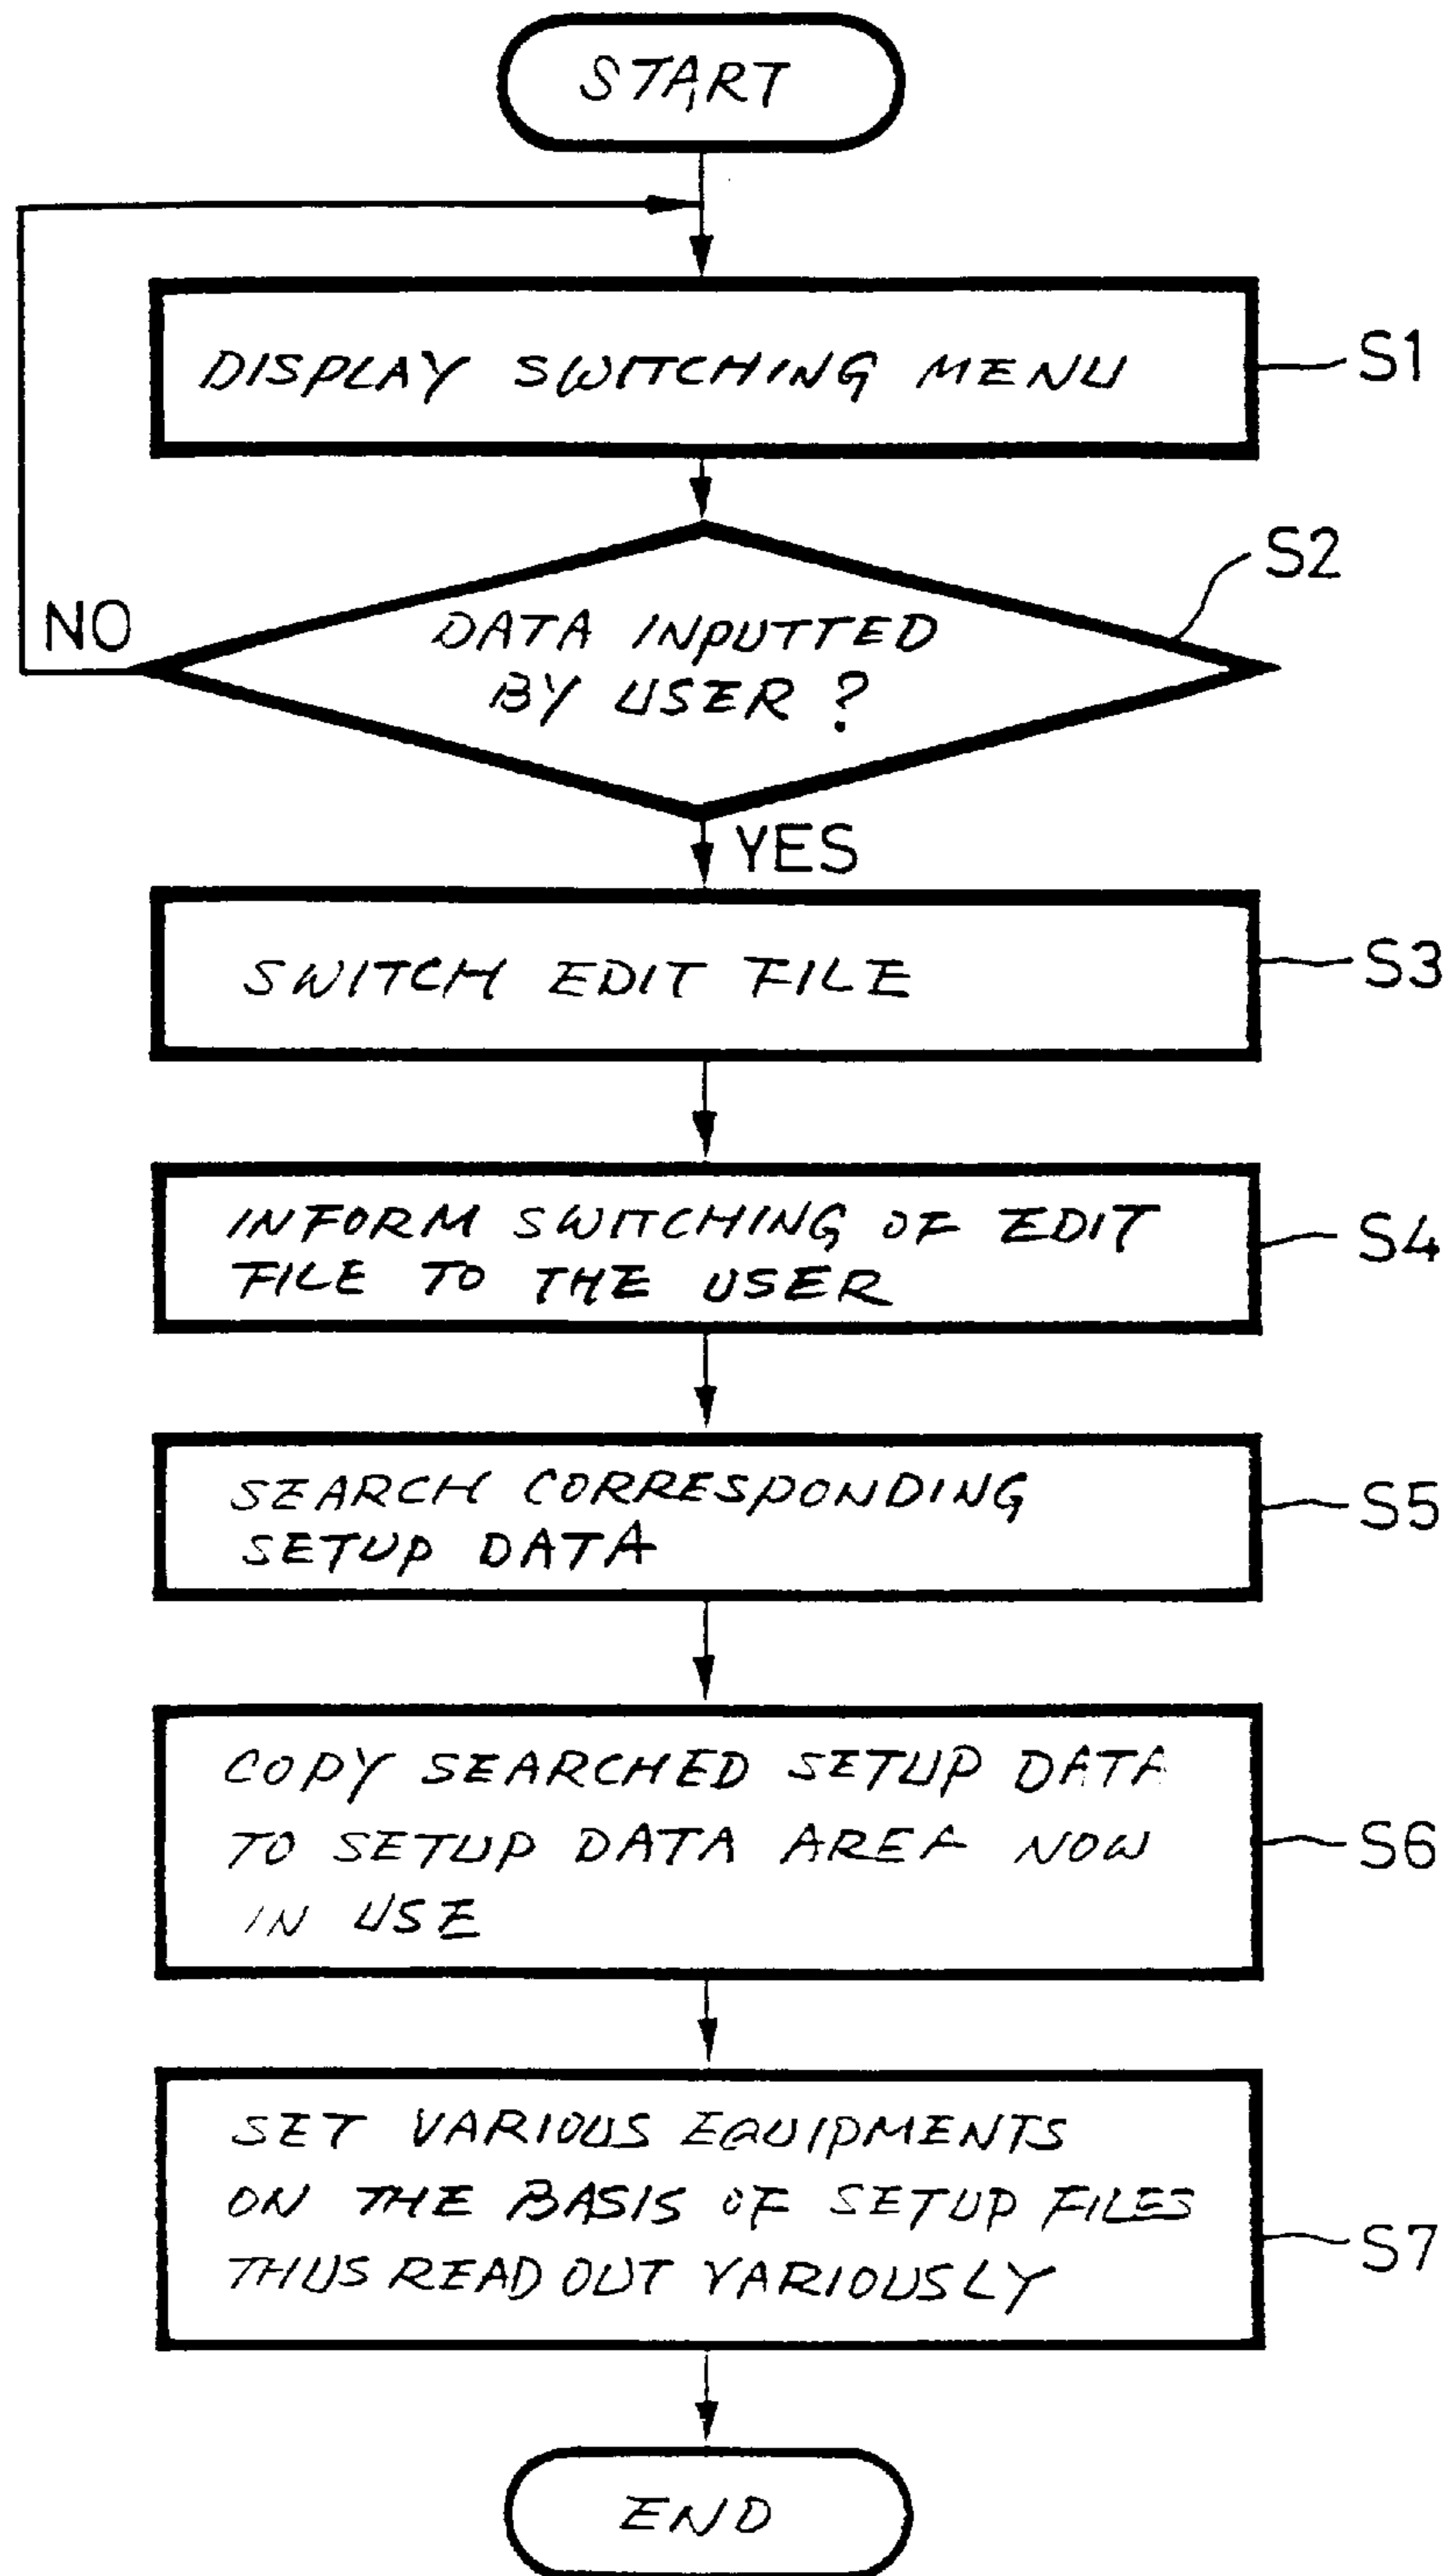 START
DISPLAY SWITCHING MENU
S1
S2
NO
DATA INPUTTED
BY USER ?
YES
SWITCH EDIT FILE
S3
INFORM SWITCHING OF EDIT
FILE TO THE USER
S4
SEARCH CORRESPONDING
SETUP DATA
S5
COPY SEARCHED SETUP DATA
TO SETUP DATA AREA NOW
IN USE
S6
SET VARIOUS EQUIPMENTS
ON THE BASIS OF SETUP FILES
THUS READ OUT VARIOUSLY
S7
END